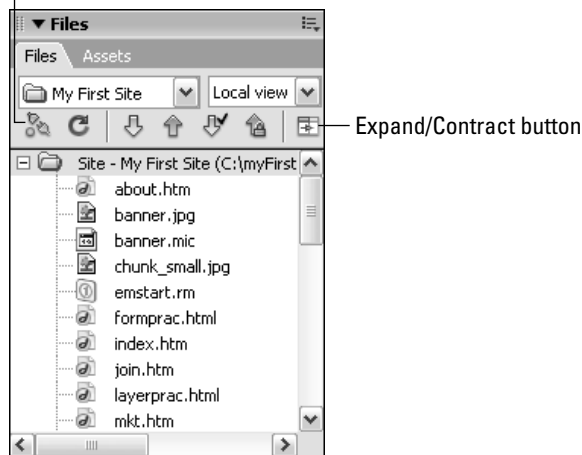 Files
Files Assets
My First Site Local view
Expand/Contract button
Site - My First Site (C:\myFirst
about.htm
banner.jpg
banner.mic
chunk_small.jpg
emstart.rm
formprac.html
index.htm
join.htm
layerprac.html
mkt.htm